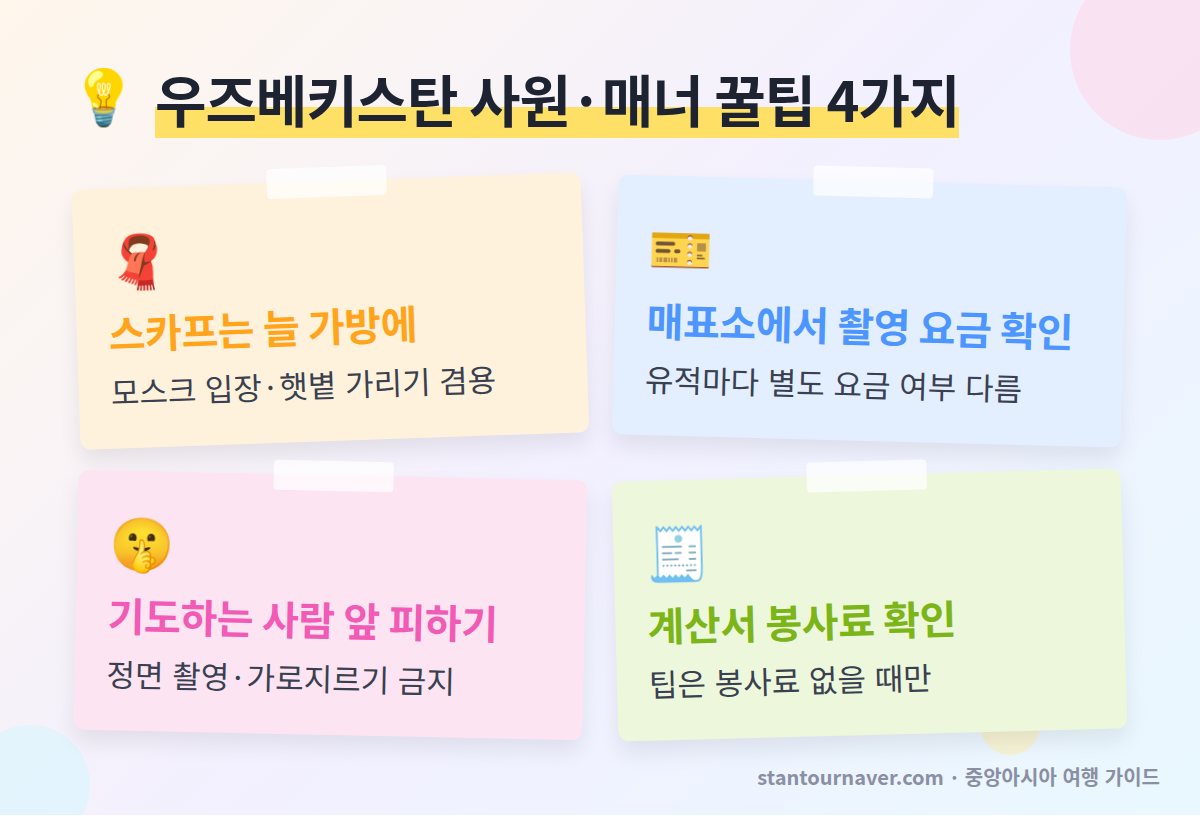 우즈베키스탄 사원·매너 꿀팁 4가지
스카프는 늘 가방에
모스크 입장·햇볕 가리기 겸용
매표소에서 촬영 요금 확인
유적마다 별도 요금 여부 다름
기도하는 사람 앞 피하기
정면 촬영·가로지르기 금지
계산서 봉사료 확인
팁은 봉사료 없을 때만
stantournaver.com · 중앙아시아 여행 가이드